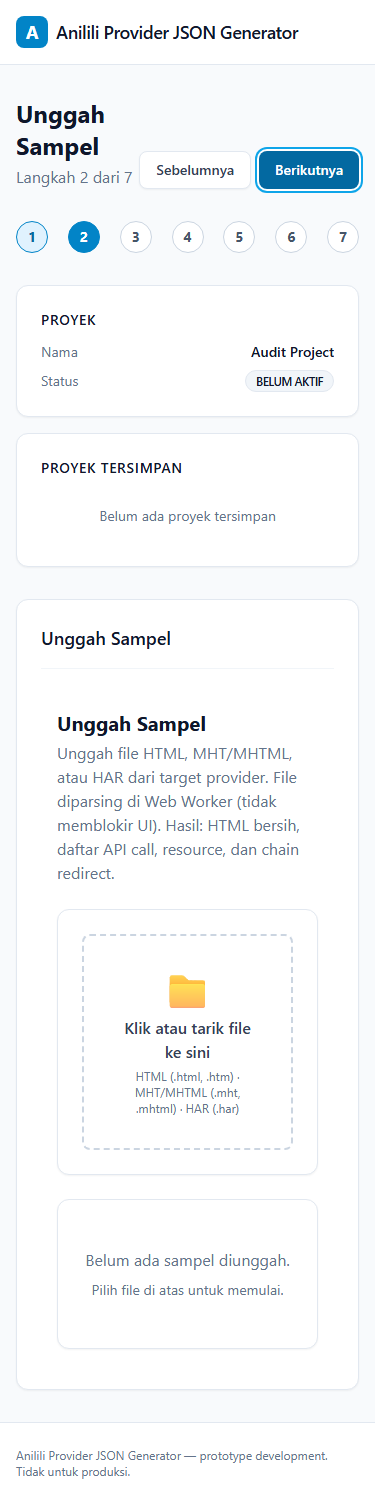 A Anilili Provider JSON Generator
Unggah
Sampel
Langkah 2 dari 7
Sebelumnya
Berikutnya
1 2 3 4 5 6 7
PROYEK
Nama Audit Project
Status BELUM AKTIF
PROYEK TERSIMPAN
Belum ada proyek tersimpan
Unggah Sampel
Unggah Sampel
Unggah file HTML, MHT/MHTML,
atau HAR dari target provider. File
diparsing di Web Worker (tidak
memblokir UI). Hasil: HTML bersih,
daftar API call, resource, dan chain
redirect.
Klik atau tarik file
ke sini
HTML (.html, .htm) ·
MHT/MHTML (.mht,
.mhtml) · HAR (.har)
Belum ada sampel diunggah.
Pilih file di atas untuk memulai.
Anilili Provider JSON Generator — prototype development.
Tidak untuk produksi.